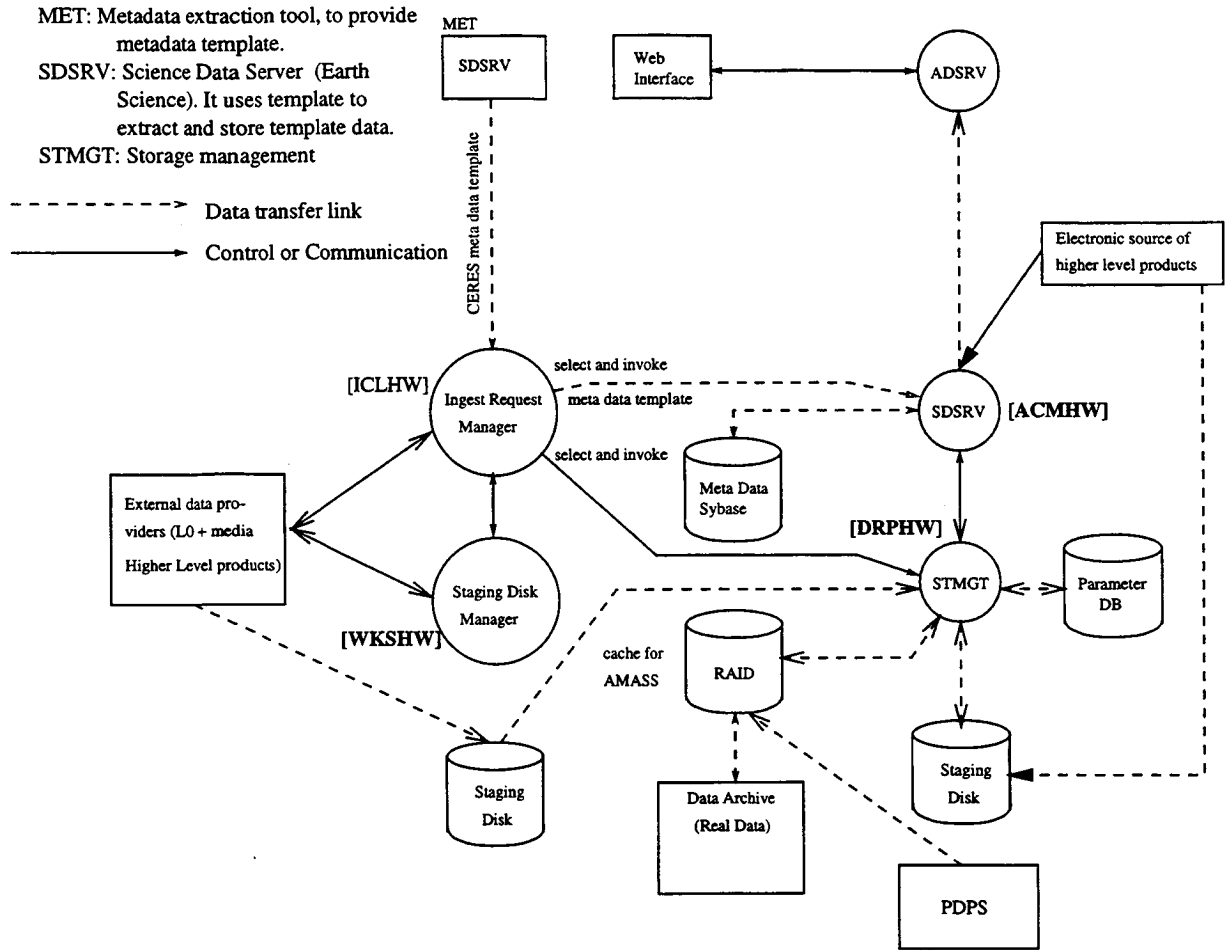 MET: Metadata extraction tool, to provide
metadata template.
SDSRV: Science Data Server (Earth
Science). It uses template to
extract and store template data.
STMGT: Storage management
Data transfer link
Control or Communication
MET
SDSRV
Web
Interface
ADSRV
CERES meta data template
Electronic source of
higher level products
[ICLHW]
Ingest Request
Manager
select and invoke
meta data template
select and invoke
SDSRV
[ACMHW]
Meta Data
Sybase
External data pro-
viders (L0 + media
Higher Level products)
[DRPHW]
STMGT
Parameter
DB
Staging Disk
Manager
[WKSHW]
cache for
AMASS
RAID
Staging
Disk
Data Archive
(Real Data)
Staging
Disk
PDPS